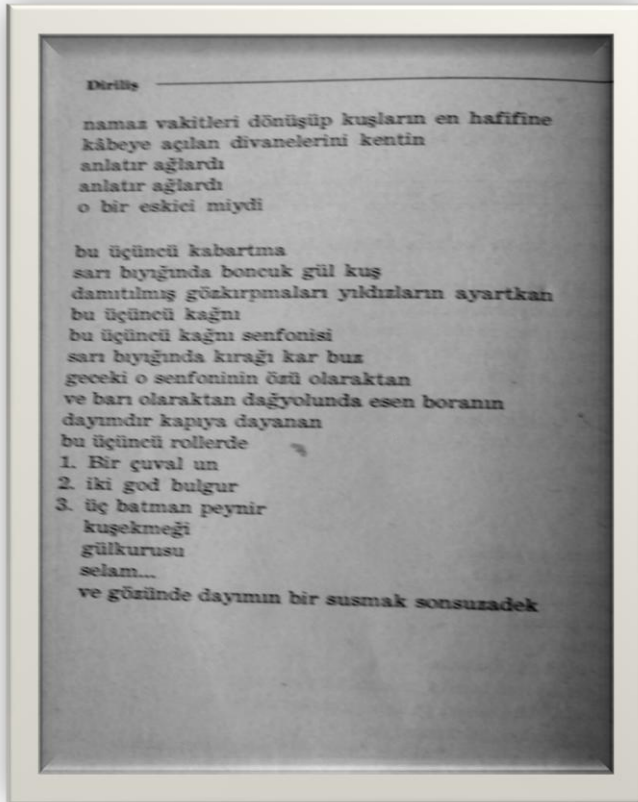 Diriliş
namaz vakitleri dönüşüp kuşların en hafifine
kâbeye açılan divanelerini kentin
anlatır ağlardı
anlatır ağlardı
o bir eskici miydi
bu üçüncü kabartma
sarı bıyığında boncuk gül kuş
damıtılmış gözkırpmaları yıldızların ayartkan
bu üçüncü kağnı
bu üçüncü kağnı senfonisi
sarı bıyığında kırağı kar buz
geceki o senfoninin özü olaraktan
ve barı olaraktan dağyolunda esen boranın
dayımdır kapıya dayanan
bu üçüncü rollerde
1. Bir çuval un
2. iki god bulgur
3. üç batman peynir
kuşekmeği
gülkurusu
selam...
ve gözünde dayımın bir susmak sonsuzadek